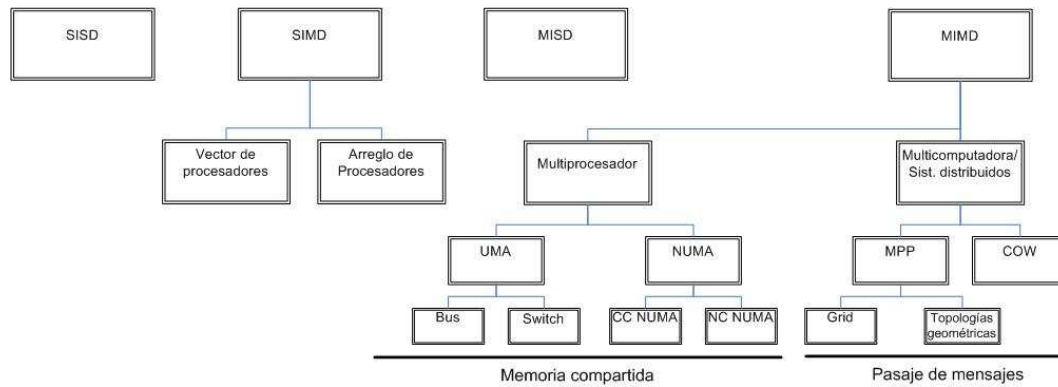 SISD
SIMD
MISD
MIMD
Vector de
procesadores
Arreglo de
Procesadores
Multiprocesador
Multicomputadora/
Sist. distribuidos
UMA
NUMA
MPP
COW
Bus
Switch
CC NUMA
NC NUMA
Grid
Topologías
geométricas
Memoria compartida
Pasaje de mensajes